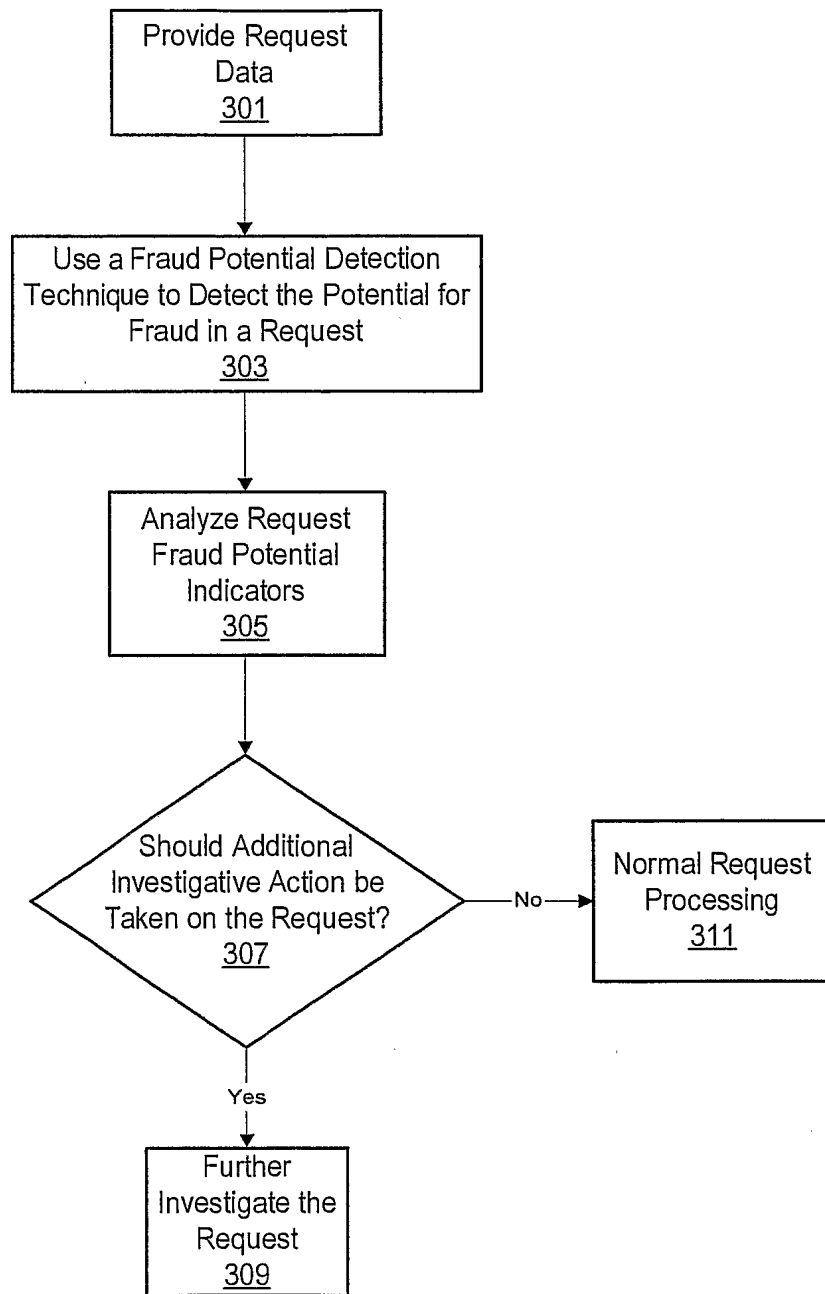 Provide Request
Data
301
Use a Fraud Potential Detection
Technique to Detect the Potential for
Fraud in a Request
303
Analyze Request
Fraud Potential
Indicators
305
Should Additional
Investigative Action be
Taken on the Request?
307
No
Normal Request
Processing
311
Yes
Further
Investigate the
Request
309